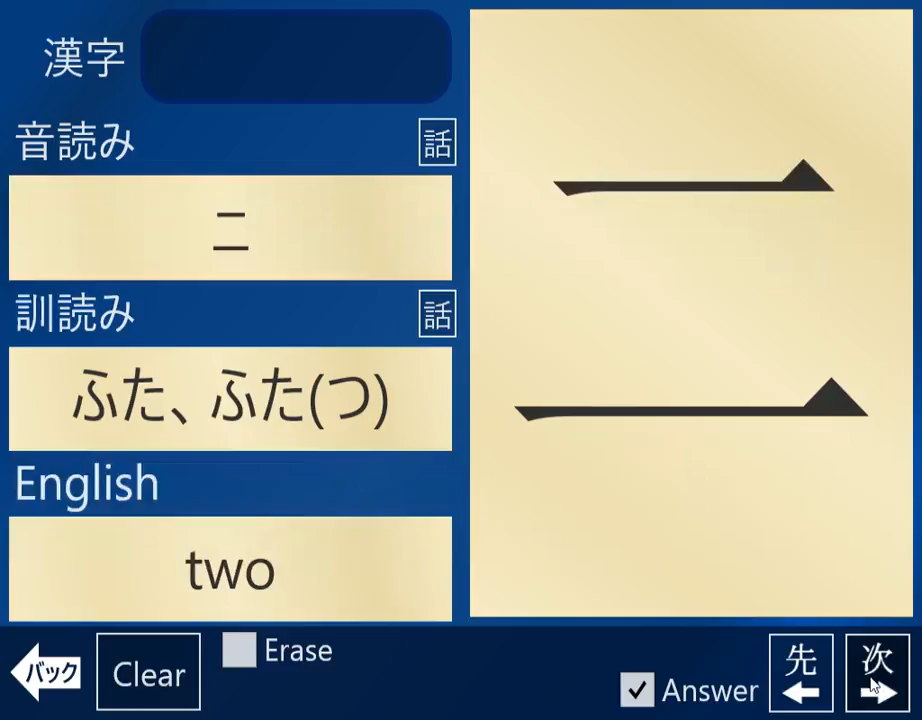 漢字
音読み 話
ニ
訓読み 話
ふた、ふた(つ)
English
two
二
バック Clear Erase Answer 先 次